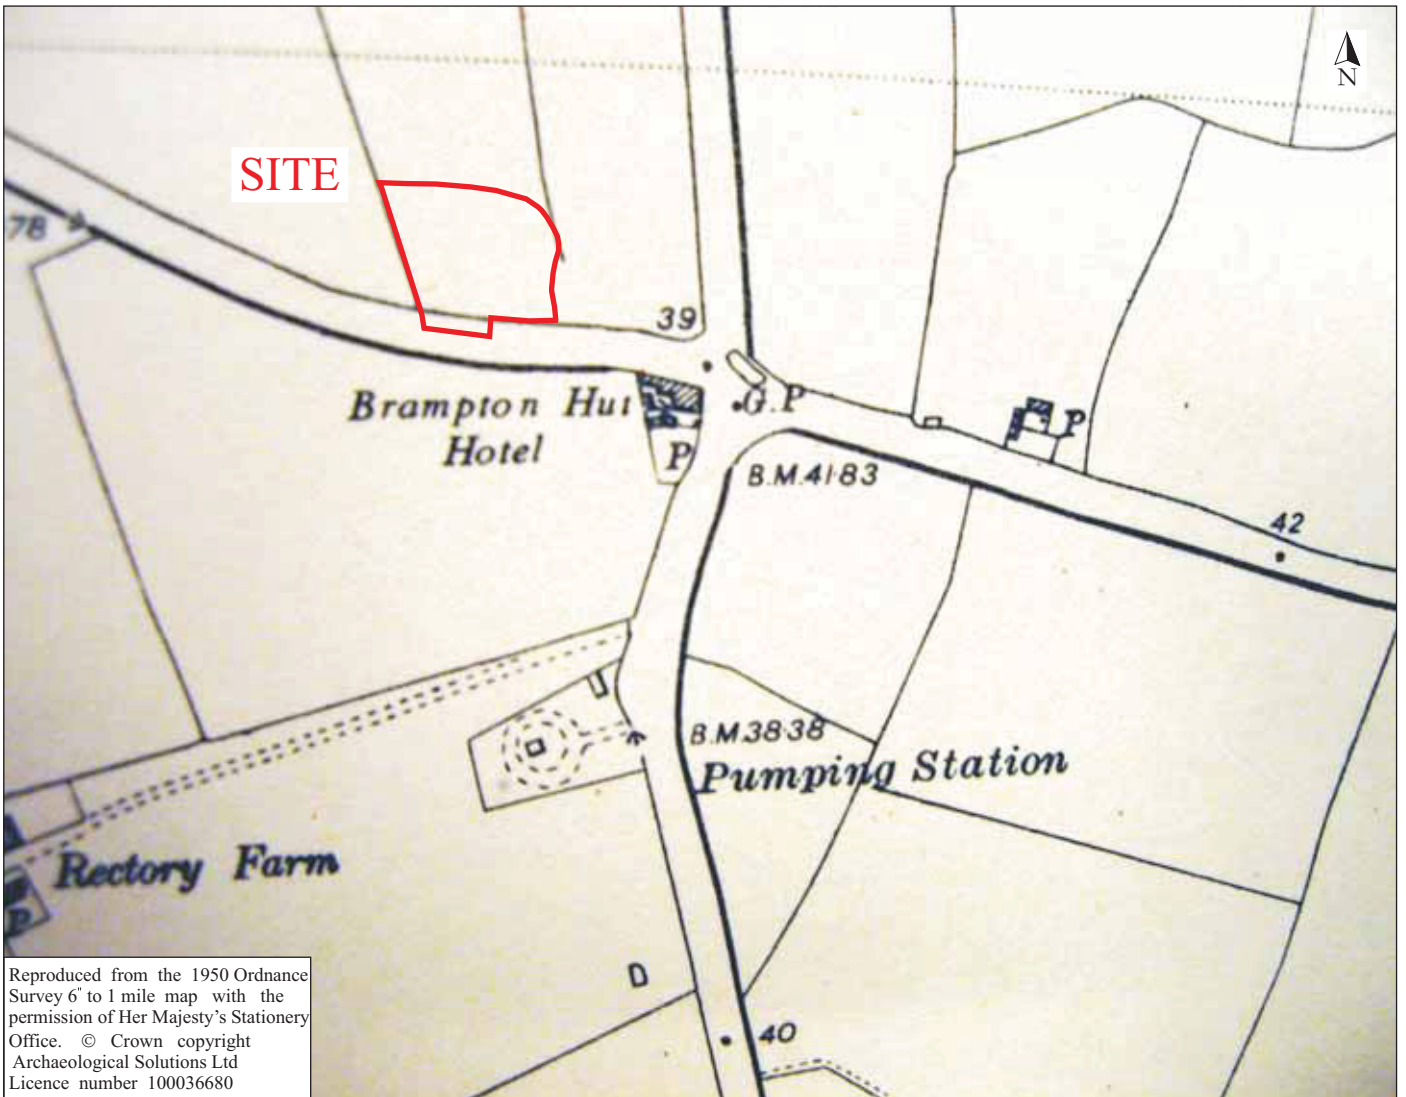 N
SITE
78
39
Brampton Hut
Hotel
P
G.P
P
B.M.41·83
42
B.M.38·38
Pumping Station
Rectory Farm
P
D
40
Reproduced from the 1950 Ordnance
Survey 6" to 1 mile map with the
permission of Her Majesty's Stationery
Office. © Crown copyright
Archaeological Solutions Ltd
Licence number 100036680